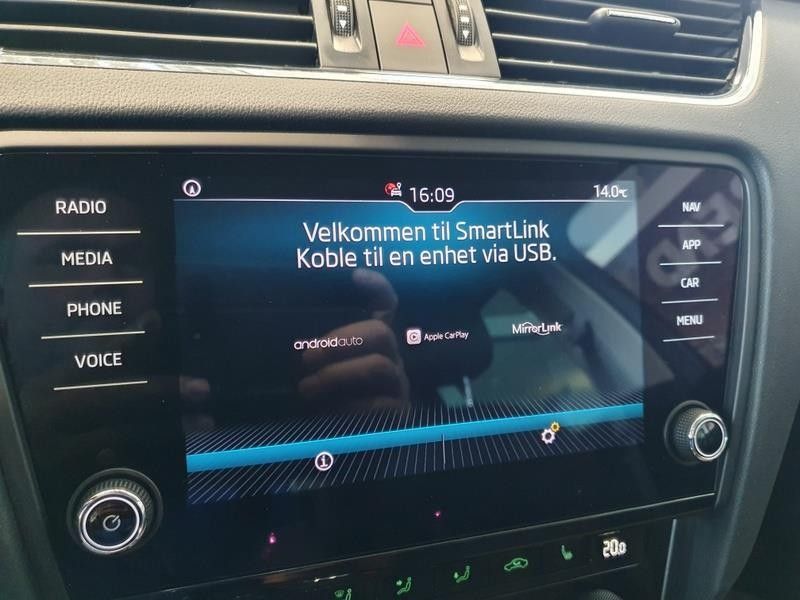 16:09
14.0°C
RADIO
MEDIA
PHONE
VOICE
Velkommen til SmartLink
Koble til en enhet via USB.
androidauto
Apple CarPlay
MirrorLink
NAV
APP
CAR
MENU
20.0